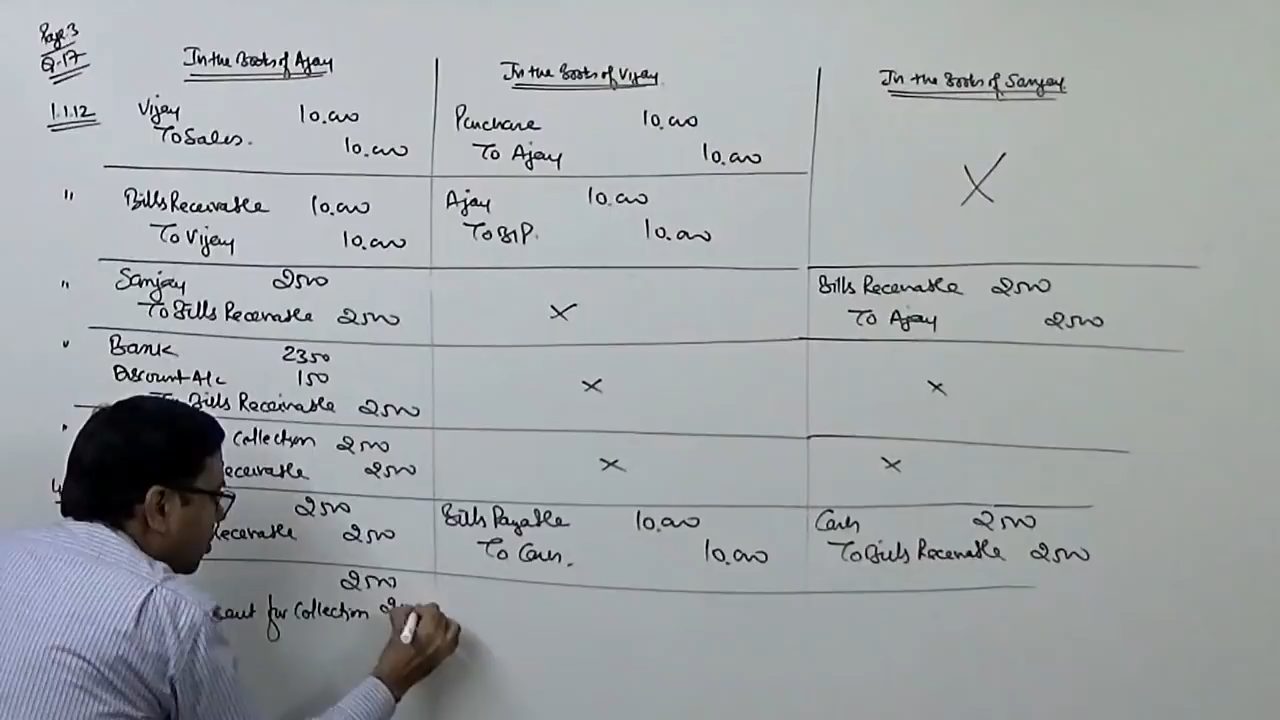 Page 3
Q-17
In the Books of Ajay
In the Books of Vijay
In the Books of Sanjay
1.1.12
Vijay 10,000
To Sales. 10,000
Purchase 10,000
To Ajay 10,000
X
"
Bills Receivable 10,000
To Vijay 10,000
Ajay 10,000
To B/P. 10,000
"
Sanjay 2500
To Bills Receivable 2500
X
Bills Receivable 2500
To Ajay 2500
"
Bank 2350
Discount A/c 150
Bills Receivable 2500
X
X
"
Collection 2500
2500
X
X
2500
2500
Bills Payable 10,000
To Cash. 10,000
Cash 2500
To Bills Receivable 2500
2500
sent for Collection